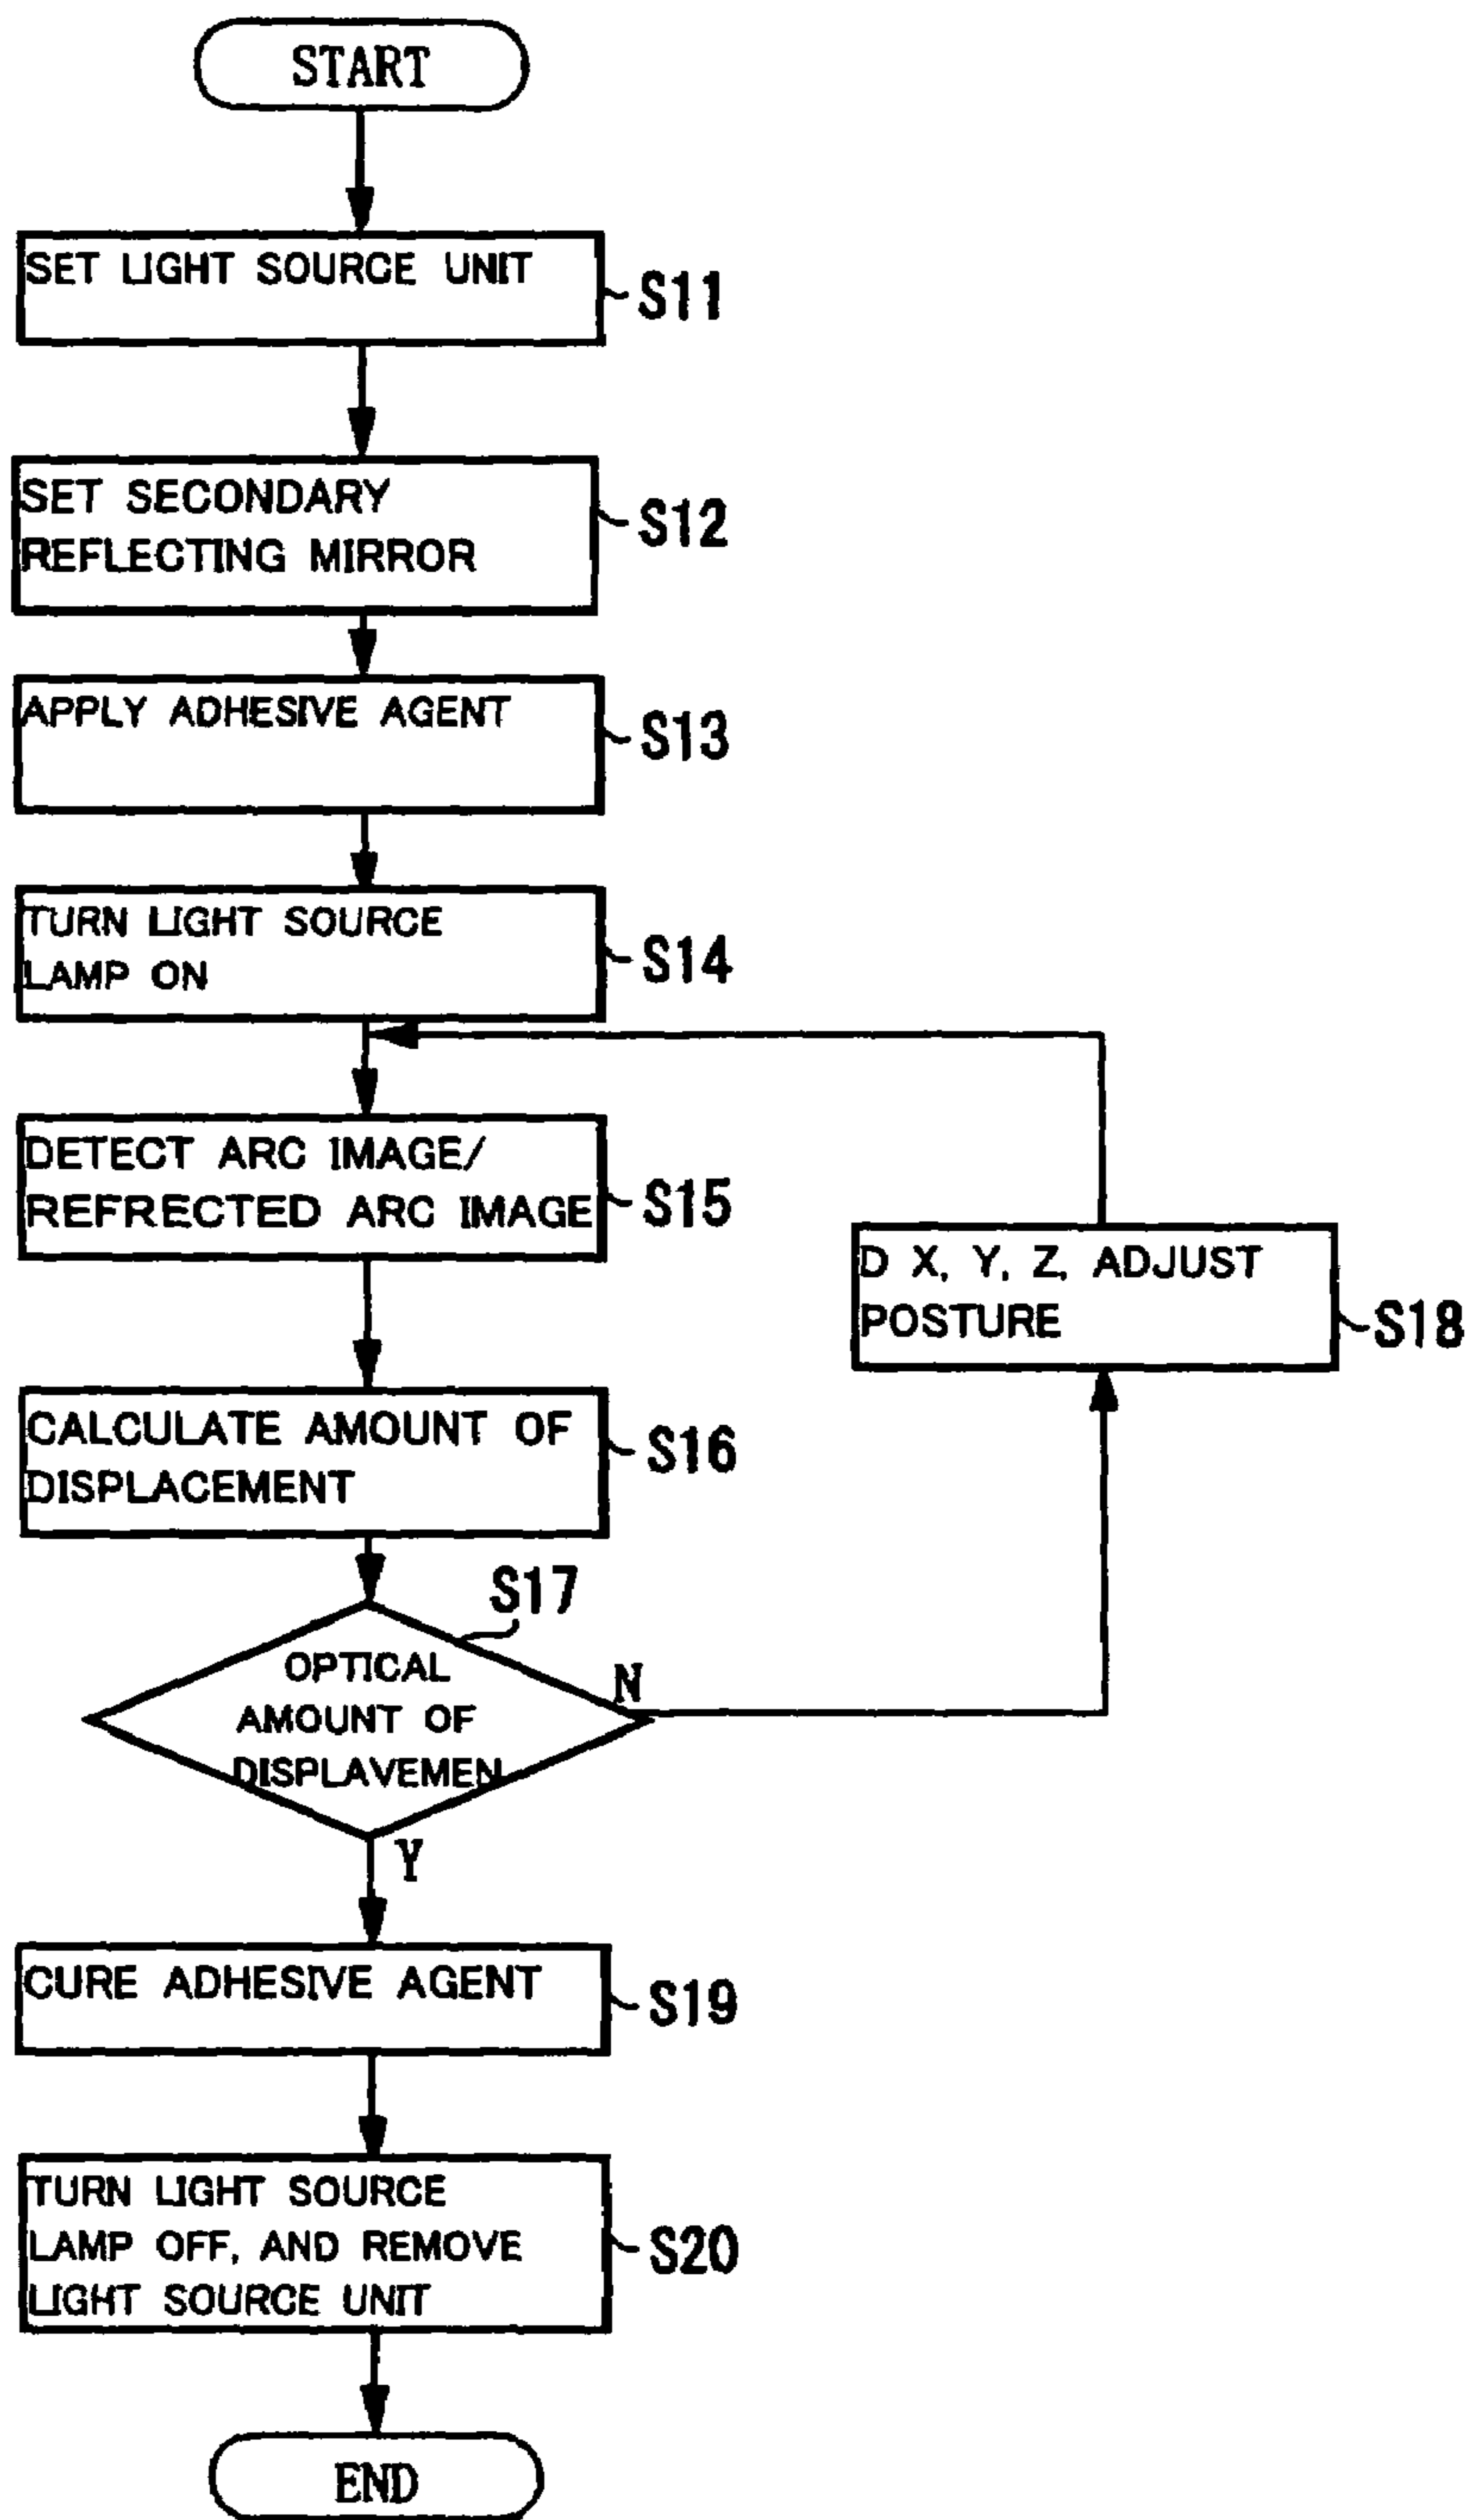 START
SET LIGHT SOURCE UNIT
S11
SET SECONDARY
REFLECTING MIRROR
S12
APPLY ADHESIVE AGENT
S13
TURN LIGHT SOURCE
LAMP ON
S14
DETECT ARC IMAGE/
REFRECTED ARC IMAGE
S15
D X, Y, Z, ADJUST
POSTURE
S18
CALCULATE AMOUNT OF
DISPLACEMENT
S16
S17
OPTICAL
AMOUNT OF
DISPLAVEMEN
N
Y
CURE ADHESIVE AGENT
S19
TURN LIGHT SOURCE
LAMP OFF, AND REMOVE
LIGHT SOURCE UNIT
S20
END